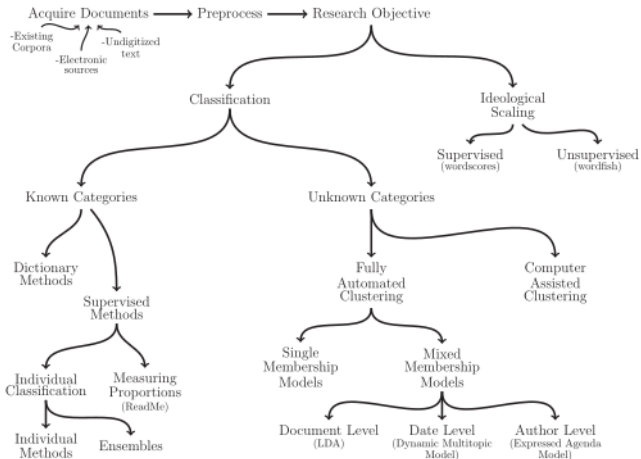 Acquire Documents
Preprocess
Research Objective
-Existing
Corpora
-Electronic
sources
-Undigitized
text
Classification
Ideological
Scaling
Supervised
(wordscores)
Unsupervised
(wordfish)
Known Categories
Unknown Categories
Dictionary
Methods
Supervised
Methods
Fully
Automated
Clustering
Computer
Assisted
Clustering
Individual
Classification
Measuring
Proportions
(ReadMe)
Single
Membership
Models
Mixed
Membership
Models
Individual
Methods
Ensembles
Document Level
(LDA)
Date Level
(Dynamic Multitopic
Model)
Author Level
(Expressed Agenda
Model)